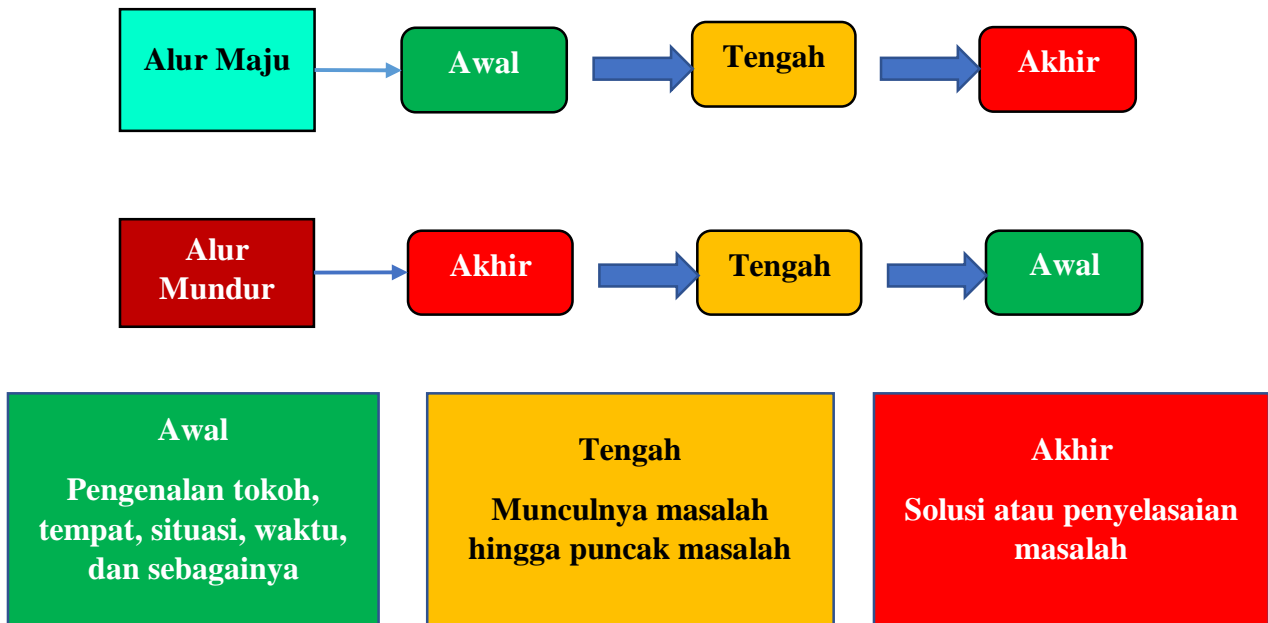 Alur Maju
Awal
Tengah
Akhir
Alur
Mundur
Akhir
Tengah
Awal
Awal
Pengenalan tokoh,
tempat, situasi, waktu,
dan sebagainya
Tengah
Munculnya masalah
hingga puncak masalah
Akhir
Solusi atau penyelasaian
masalah